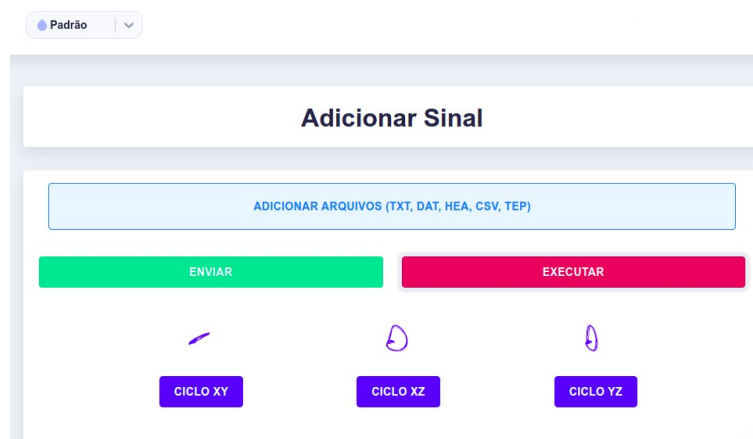 Padrão
Adicionar Sinal
ADICIONAR ARQUIVOS (TXT, DAT, HEA, CSV, TEP)
ENVIAR
EXECUTAR
CICLO XY
CICLO XZ
CICLO YZ